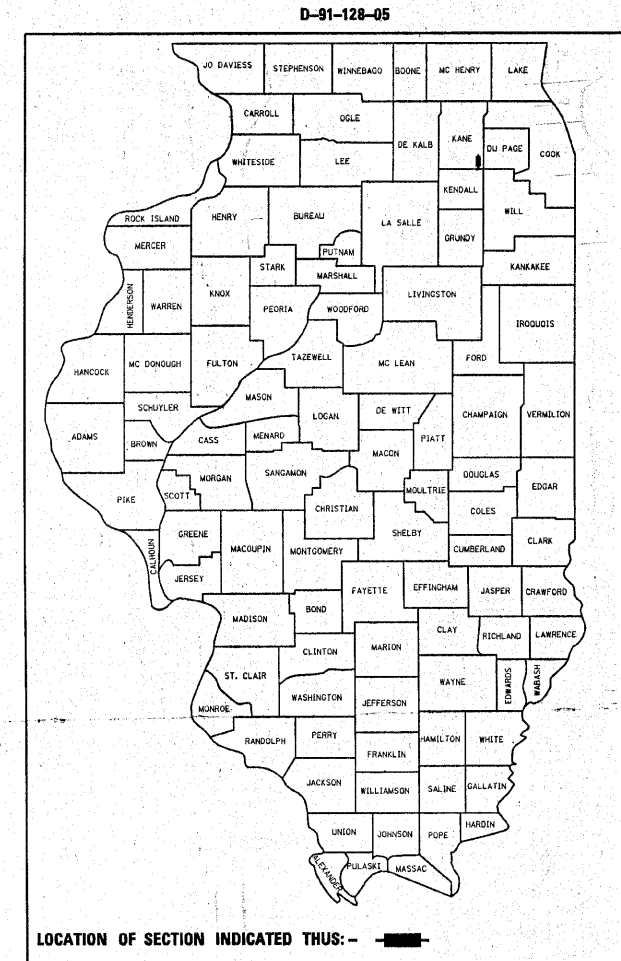 D-91-128-05
JO DAVIESS STEPHENSON WINNEBAGO BOONE MC HENRY LAKE
CARROLL OGLE DE KALB KANE DU PAGE COOK
WHITESIDE LEE
KENDALL WILL
ROCK ISLAND HENRY BUREAU LA SALLE
MERCER PUTNAM GRUNDY
STARK MARSHALL KANKAKEE
HENDERSON WARREN KNOX PEORIA WOODFORD LIVINGSTON IROQUOIS
HANCOCK MC DONOUGH FULTON TAZEWELL MC LEAN FORD
MASON
SCHUYLER LOGAN DE WITT CHAMPAIGN VERMILION
ADAMS BROWN CASS MENARD MACON PIATT
SANGAMON DOUGLAS
PIKE SCOTT MORGAN CHRISTIAN MOULTRIE EDGAR
COLES
GREENE MACOUPIN MONTGOMERY SHELBY CLARK
CALHOUN CUMBERLAND
JERSEY FAYETTE EFFINGHAM JASPER CRAWFORD
MADISON BOND
CLAY RICHLAND LAWRENCE
CLINTON MARION
ST. CLAIR WAYNE EDWARDS WABASH
WASHINGTON JEFFERSON
MONROE
RANDOLPH PERRY HAMILTON WHITE
FRANKLIN
JACKSON WILLIAMSON SALINE GALLATIN
UNION JOHNSON POPE HARDIN
ALEXANDER PULASKI MASSAC
LOCATION OF SECTION INDICATED THUS:-